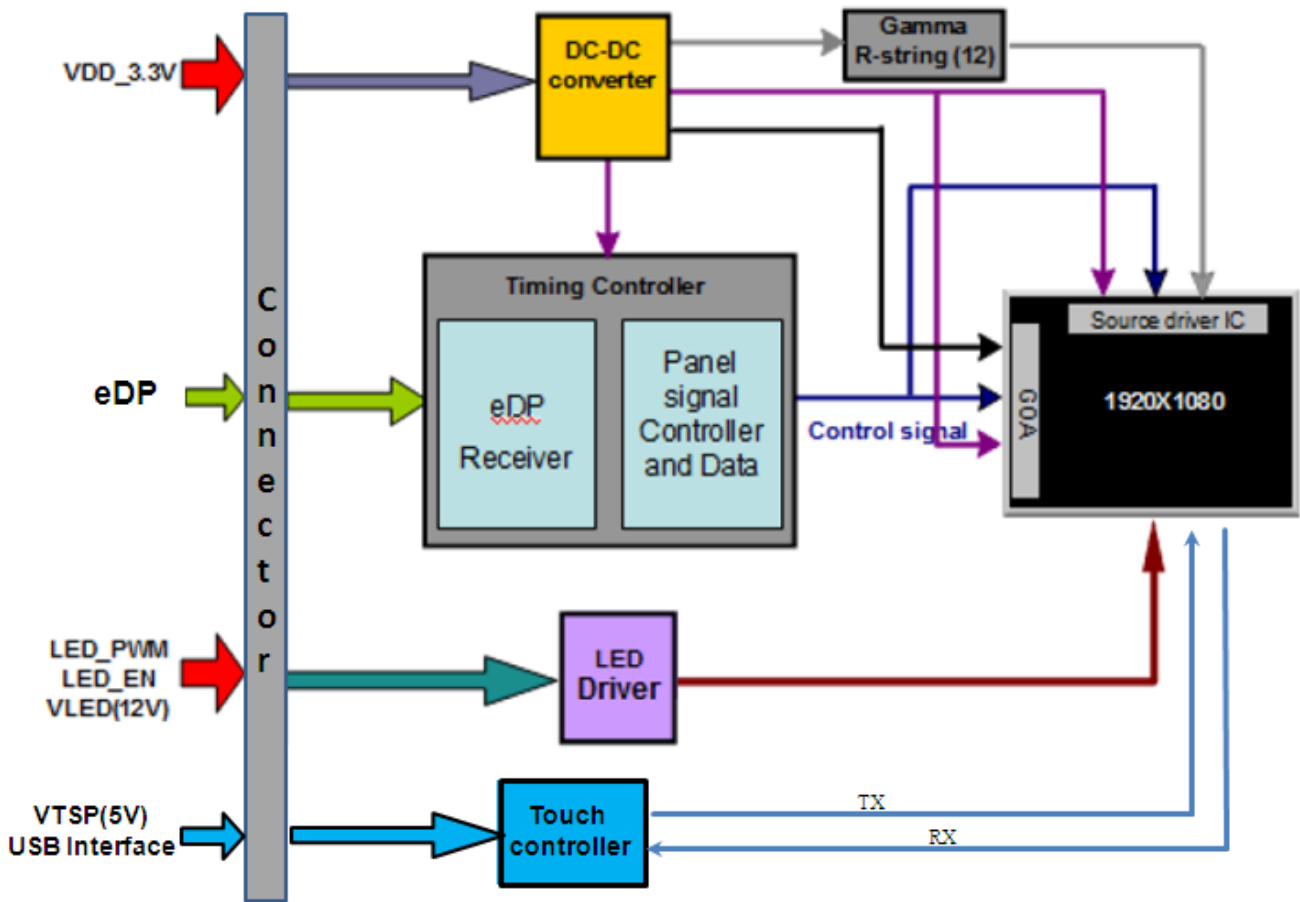 VDD_3.3V
DC-DC
converter
Gamma
R-string (12)
Connector
Timing Controller
eDP
eDP
Receiver
Panel
signal
Controller
and Data
Control signal
Source driver IC
GOA
1920X1080
LED_PWM
LED_EN
VLED(12V)
LED
Driver
VTSP(5V)
USB Interface
Touch
controller
TX
RX